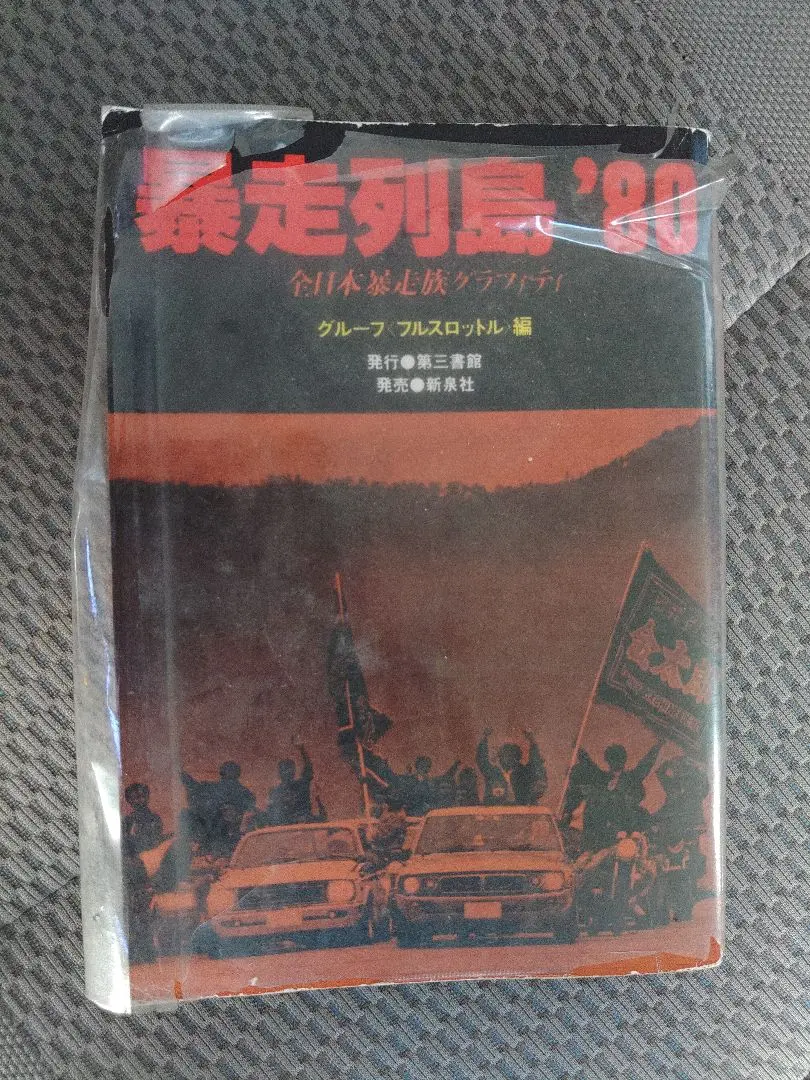 暴走列島 '80
全日本暴走族グラフィティ
グループ〈フルスロットル〉編
発行●第三書館
発売●新泉社